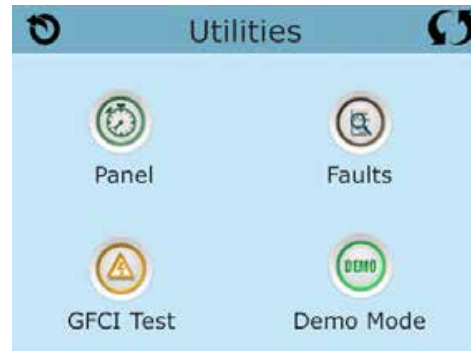 Utilities
Panel
Faults
DEMO
GFCI Test
Demo Mode